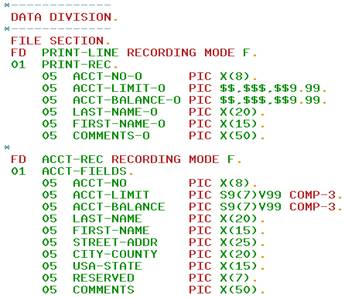 *-------------
 DATA DIVISION.
*-------------
 FILE SECTION.
 FD  PRINT-LINE RECORDING MODE F.
 01  PRINT-REC.
     05  ACCT-NO-O      PIC X(8).
     05  ACCT-LIMIT-O   PIC $$,$$$,$$9.99.
     05  ACCT-BALANCE-O PIC $$,$$$,$$9.99.
     05  LAST-NAME-O    PIC X(20).
     05  FIRST-NAME-O   PIC X(15).
     05  COMMENTS-O     PIC X(50).
*
 FD  ACCT-REC RECORDING MODE F.
 01  ACCT-FIELDS.
     05  ACCT-NO        PIC X(8).
     05  ACCT-LIMIT     PIC S9(7)V99 COMP-3.
     05  ACCT-BALANCE   PIC S9(7)V99 COMP-3.
     05  LAST-NAME      PIC X(20).
     05  FIRST-NAME     PIC X(15).
     05  STREET-ADDR    PIC X(25).
     05  CITY-COUNTY    PIC X(20).
     05  USA-STATE      PIC X(15).
     05  RESERVED       PIC X(7).
     05  COMMENTS       PIC X(50).